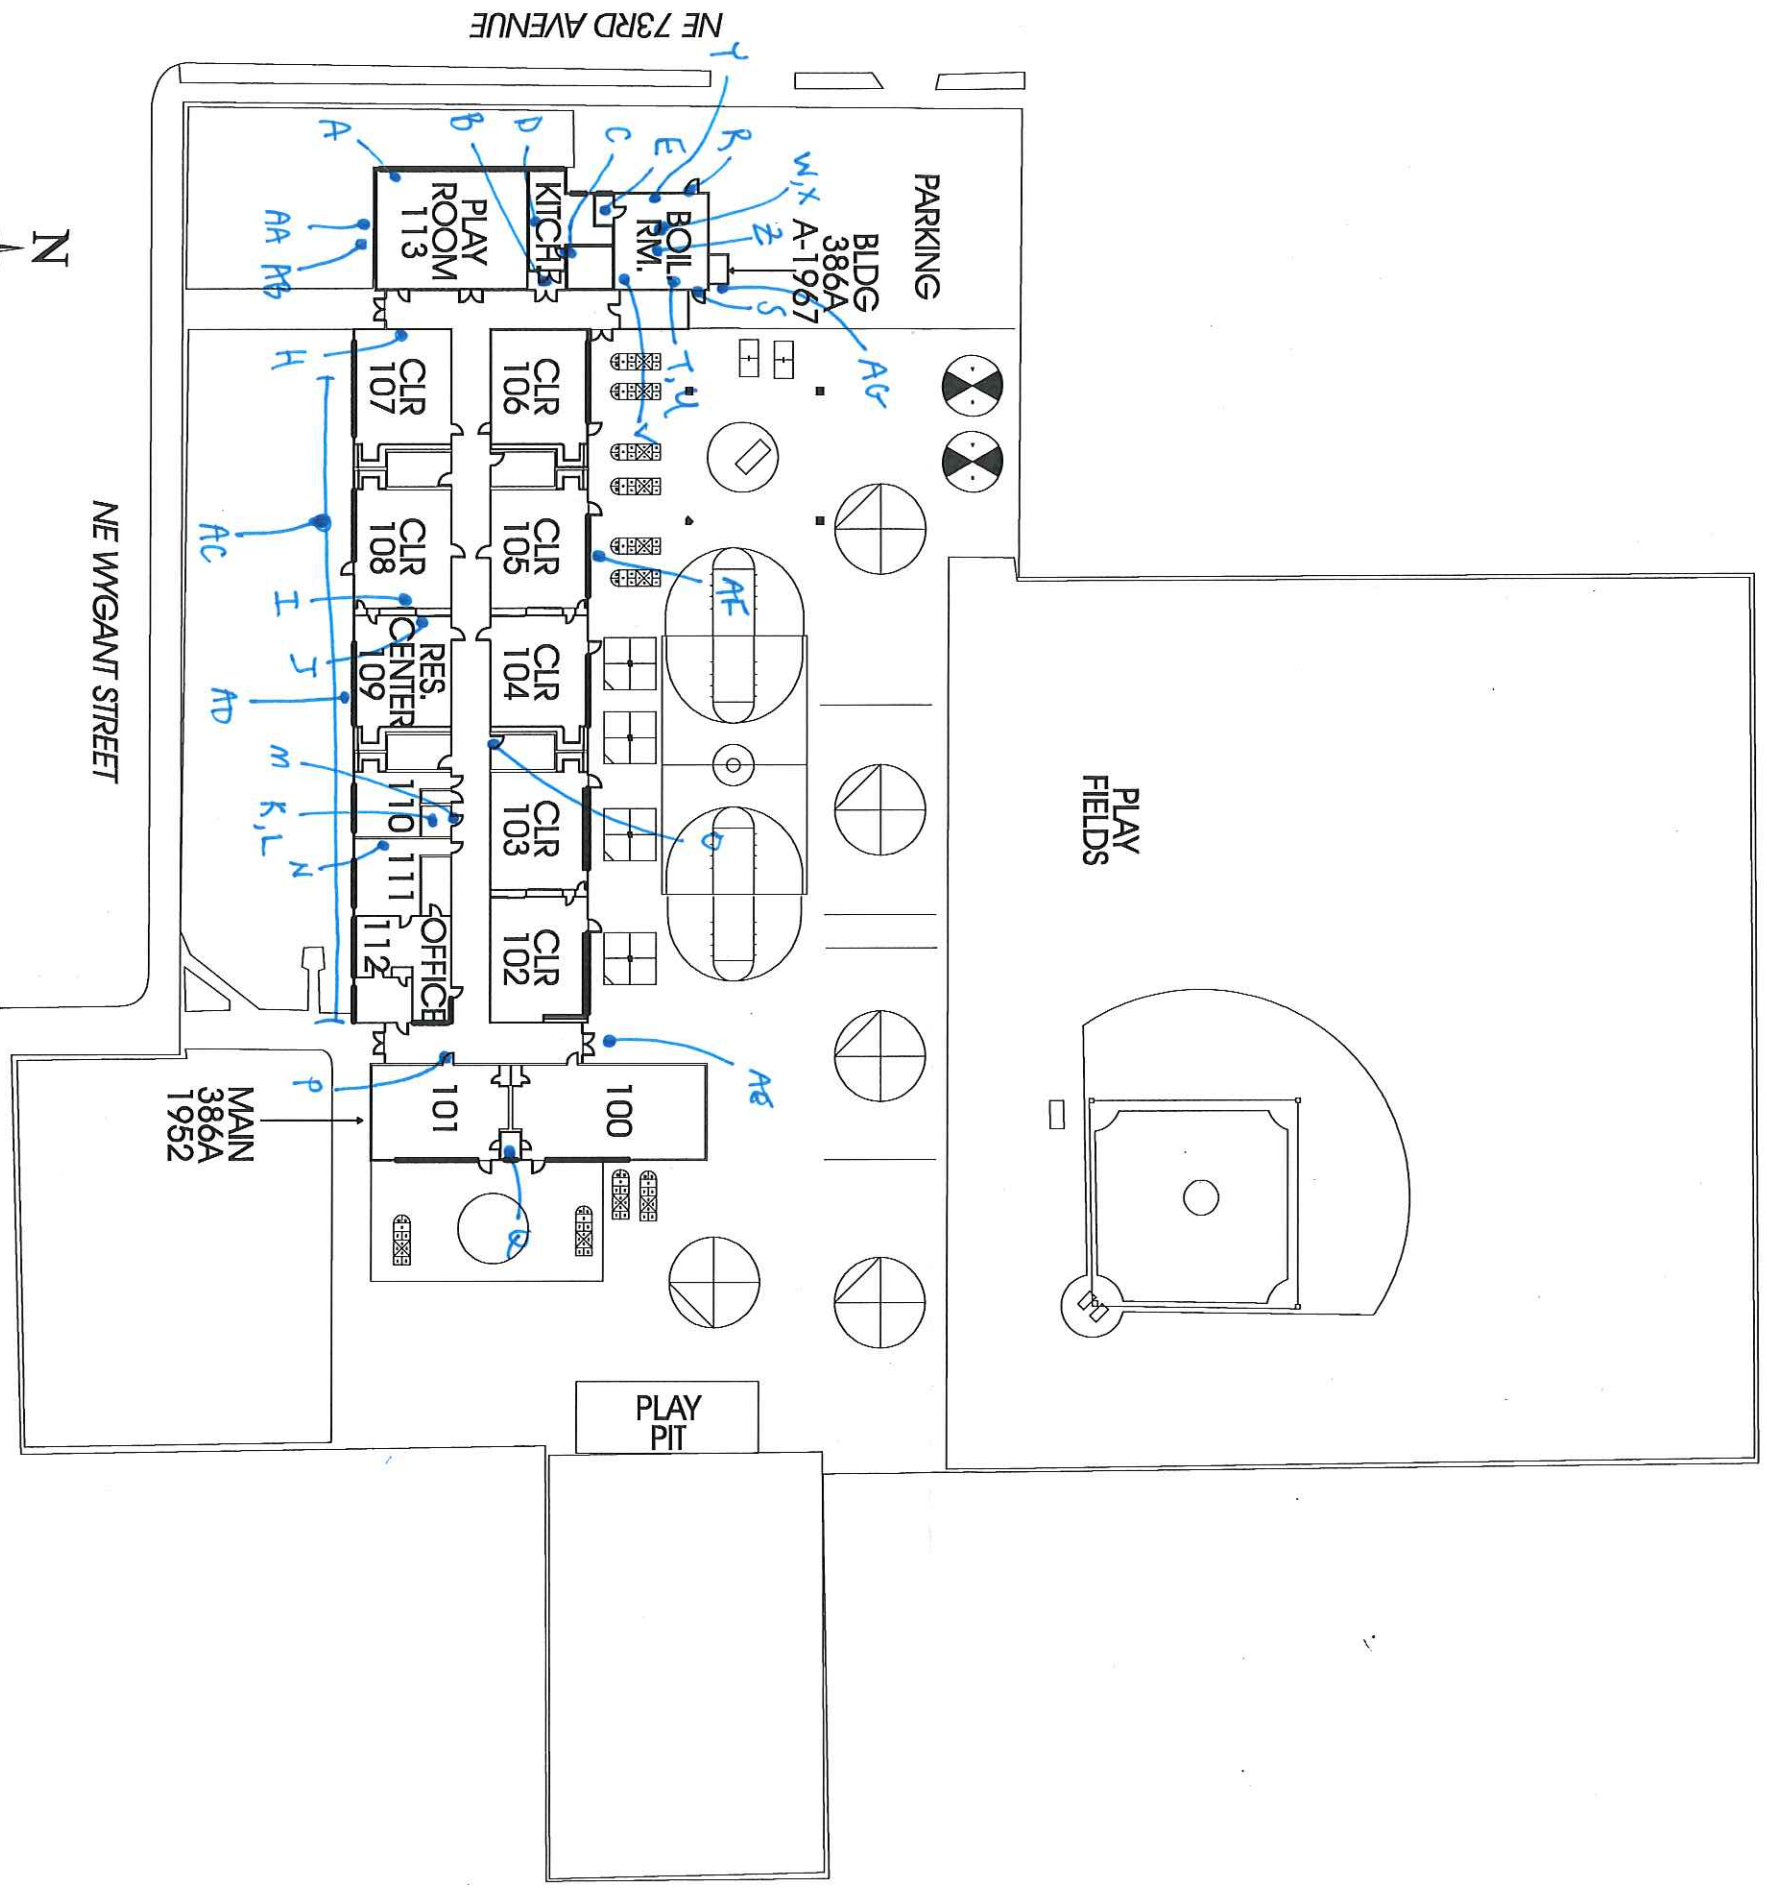 NE 73RD AVENUE
Y
A
B
D
C
E
R
W,X
PARKING
BLDG
386A
A-1967
KITCH
BOIL.
RM.
Z
PLAY
ROOM
113
AA
AB
S
N
H
CLR
107
CLR
106
T,U
V
AG
NE WYGANT STREET
AC
CLR
108
CLR
105
AF
I
J
RES.
CENTER
109
CLR
104
AD
M
K,L
N
110
111
CLR
103
O
PLAY
FIELDS
OFFICE
112
CLR
102
P
MAIN
386A
1952
101
100
AE
Q
PLAY
PIT